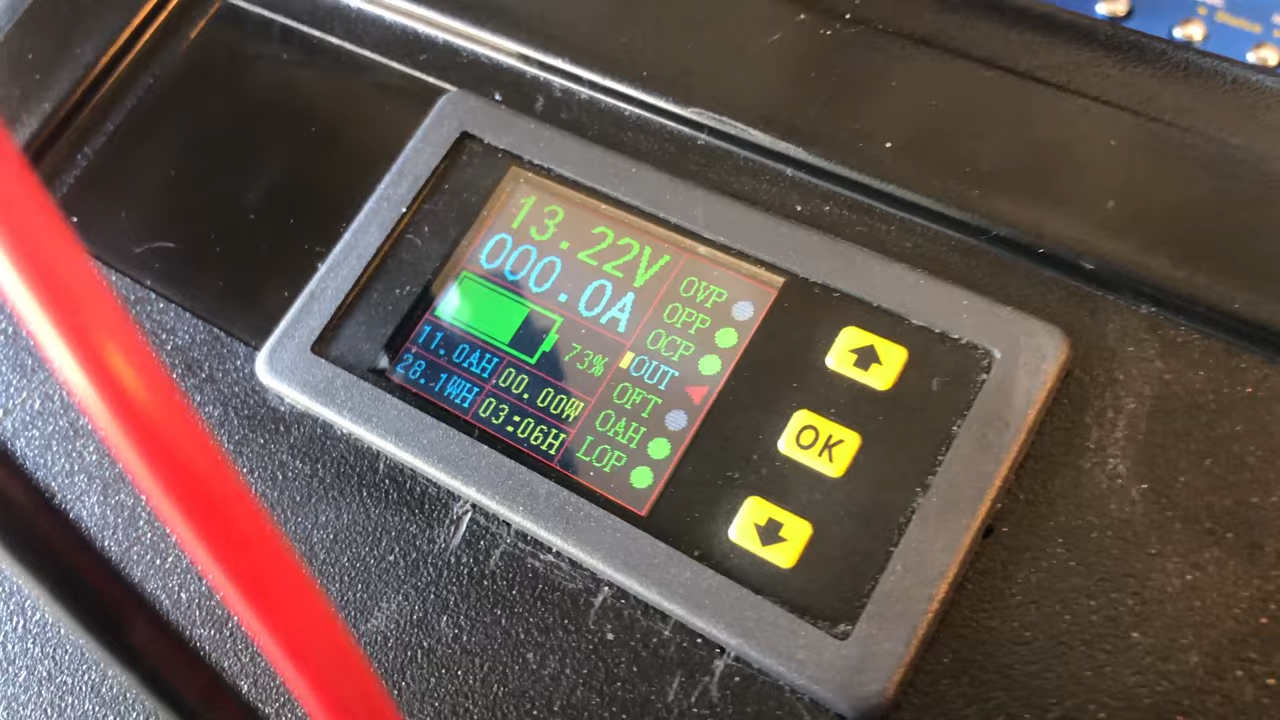 13.22V
000.0A
73%
11.0AH
00.00W
28.1WH
03:06H
OVP
OPP
OCP
OUT
OFT
OAH
LOP
OK
Status